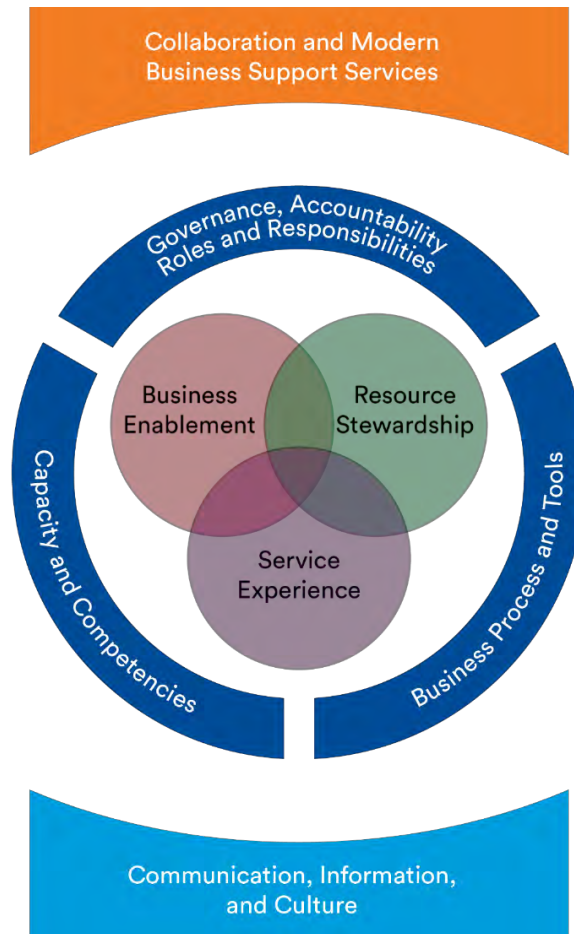 Collaboration and Modern
Business Support Services
Governance, Accountability
Roles and Responsibilities
Business
Enablement
Resource
Stewardship
Service
Experience
Capacity and Competencies
Business Process and Tools
Communication, Information,
and Culture